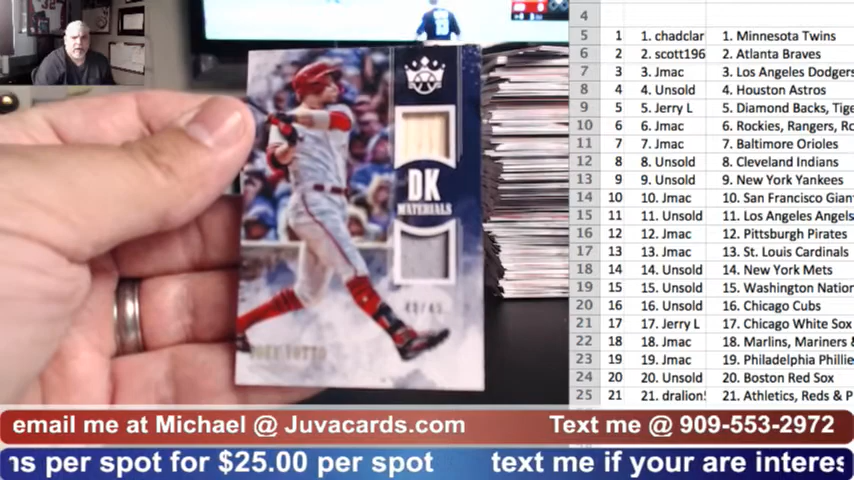 DK
MATERIALS
JOEY VOTTO
4
5 1 1. chadclar 1. Minnesota Twins
6 2 2. scott196 2. Atlanta Braves
7 3 3. Jmac 3. Los Angeles Dodgers
8 4 4. Unsold 4. Houston Astros
9 5 5. Jerry L 5. Diamond Backs, Tige
10 6 6. Jmac 6. Rockies, Rangers, Ro
11 7 7. Jmac 7. Baltimore Orioles
12 8 8. Unsold 8. Cleveland Indians
13 9 9. Unsold 9. New York Yankees
14 10 10. Jmac 10. San Francisco Giant
15 11 11. Unsold 11. Los Angeles Angels
16 12 12. Jmac 12. Pittsburgh Pirates
17 13 13. Jmac 13. St. Louis Cardinals
18 14 14. Unsold 14. New York Mets
19 15 15. Unsold 15. Washington Nation
20 16 16. Unsold 16. Chicago Cubs
21 17 17. Jerry L 17. Chicago White Sox
22 18 18. Jmac 18. Marlins, Mariners &
23 19 19. Jmac 19. Philadelphia Phillie
24 20 20. Unsold 20. Boston Red Sox
25 21 21. dralion! 21. Athletics, Reds & P
email me at Michael @ Juvacards.com Text me @ 909-553-2972
ns per spot for $25.00 per spot text me if your are interes